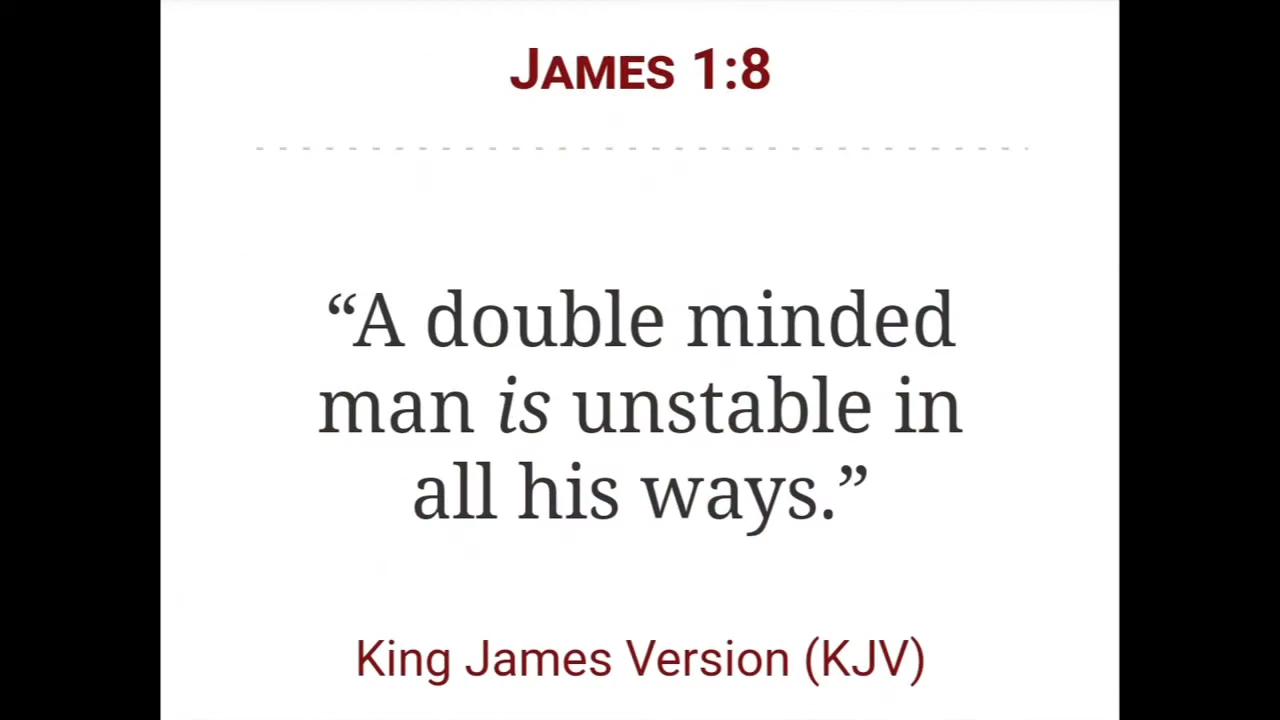 James 1:8
“A double minded
man is unstable in
all his ways.”
King James Version (KJV)